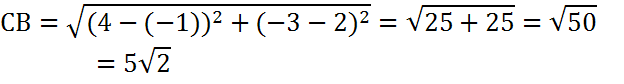 CB = √((4 − (−1))² + (−3 − 2)²) = √(25 + 25) = √50
= 5√2